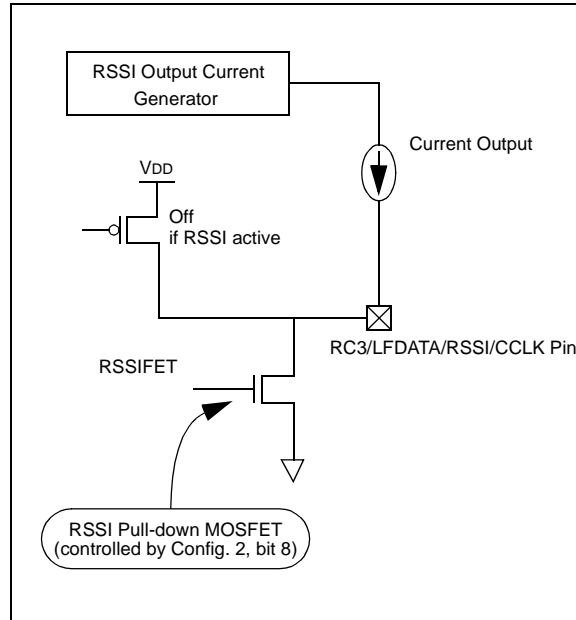 RSSI Output Current
Generator
Current Output
VDD
Off
if RSSI active
RC3/LFDATA/RSSI/CCLK Pin
RSSIFET
RSSI Pull-down MOSFET
(controlled by Config. 2, bit 8)